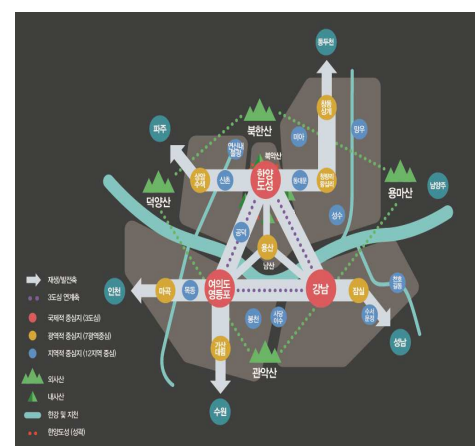 동두천
창동
상계
북한산
미아
망우
파주
연신내
불광
북악산
상암
수색
신촌
한양
도성
동대문
청량리
왕십리
덕양산
용마산
남양주
성수
공덕
용산
남산
재생/발전축
3도심 연계축
국제적 중심지 (3도심)
광역적 중심지 (7광역중심)
지역적 중심지 (12지역 중심)
외사산
내사산
한강 및 지천
한양도성 (성곽)
인천
마곡
목동
여의도
영등포
강남
잠실
천호
길동
수서
문정
성남
봉천
사당
이수
가산
대림
관악산
수원